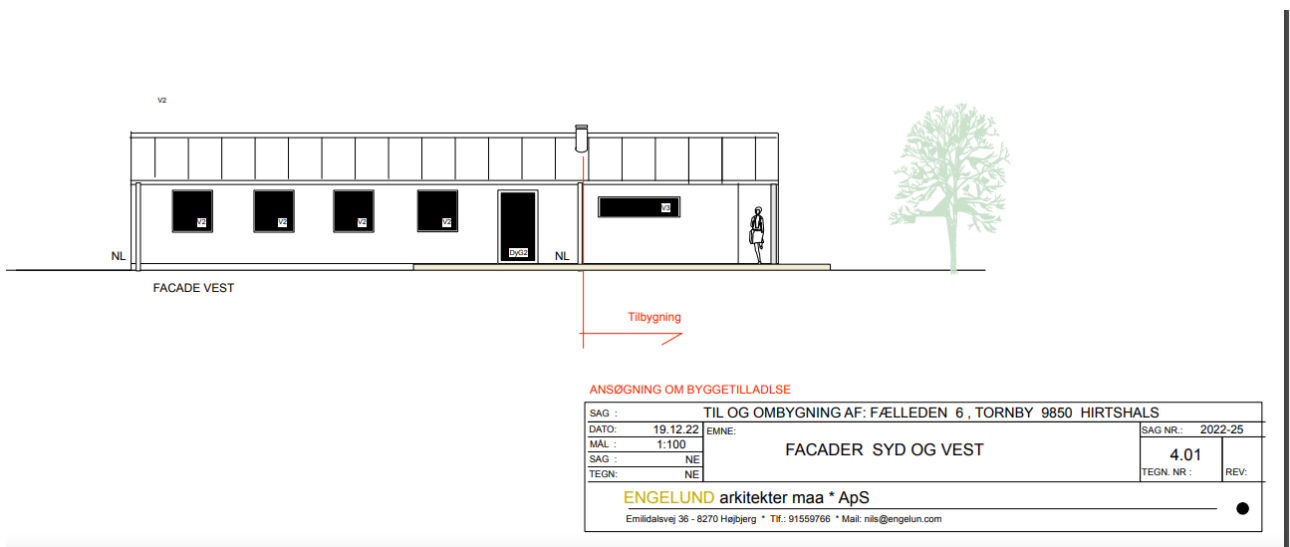 V2
V2
V2
V2
V2
V3
DyG2
NL
NL
FACADE VEST
Tilbygning
ANSØGNING OM BYGGETILLADLSE
SAG : TIL OG OMBYGNING AF: FÆLLEDEN 6 , TORNBY 9850 HIRTSHALS
DATO: 19.12.22 EMNE: SAG NR.: 2022-25
MÅL : 1:100 FACADER SYD OG VEST
SAG : NE 4.01
TEGN: NE TEGN. NR : REV:
ENGELUND arkitekter maa * ApS
Emilidalsvej 36 - 8270 Højbjerg * Tlf.: 91559766 * Mail: nils@engelun.com